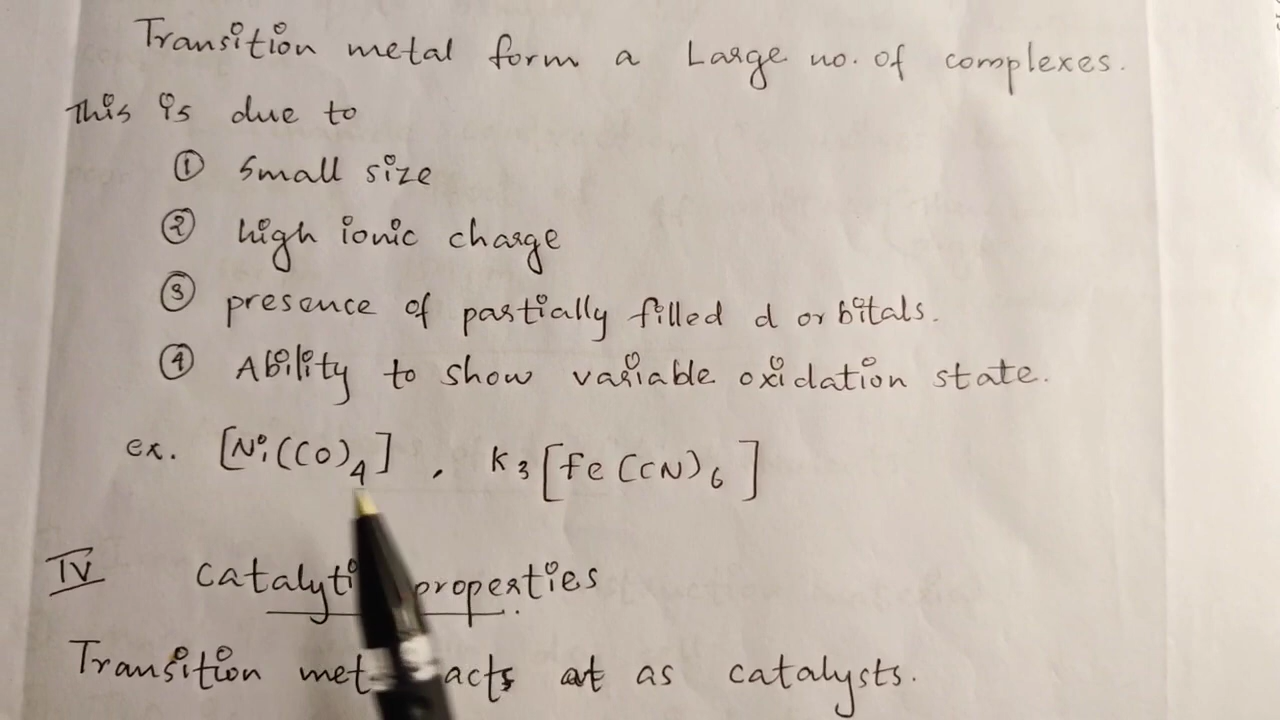 Transition metal form a Large no. of complexes.
This is due to
① Small size
② high ionic charge
③ presence of partially filled d orbitals.
④ Ability to show variable oxidation state.
ex. [Ni(CO)4] , K3[Fe(CN)6]
IV Catalyti properties
Transition met acts at as catalysts.